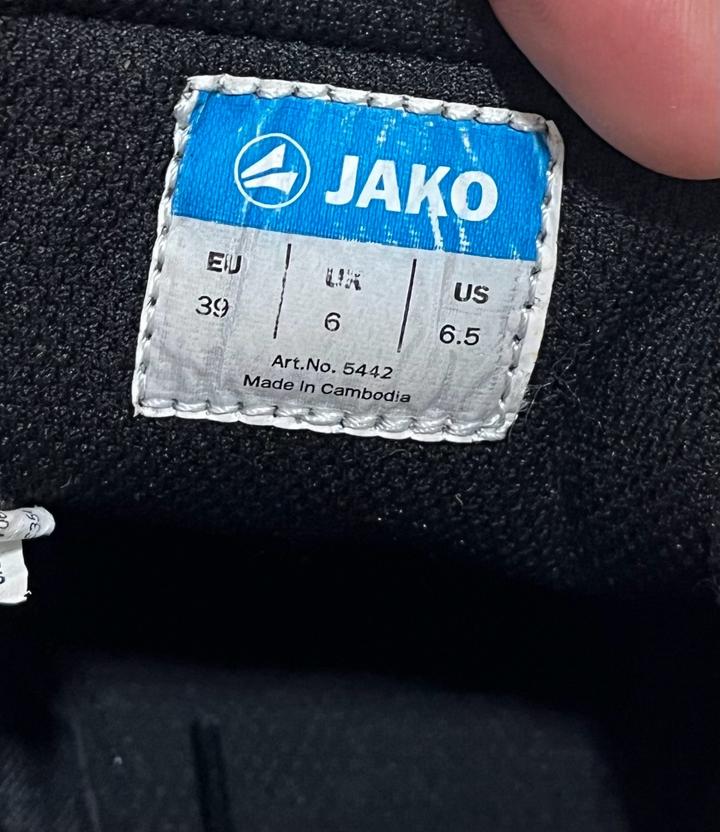 JAKO
EU UK US
39 6 6.5
Art.No. 5442
Made In Cambodia